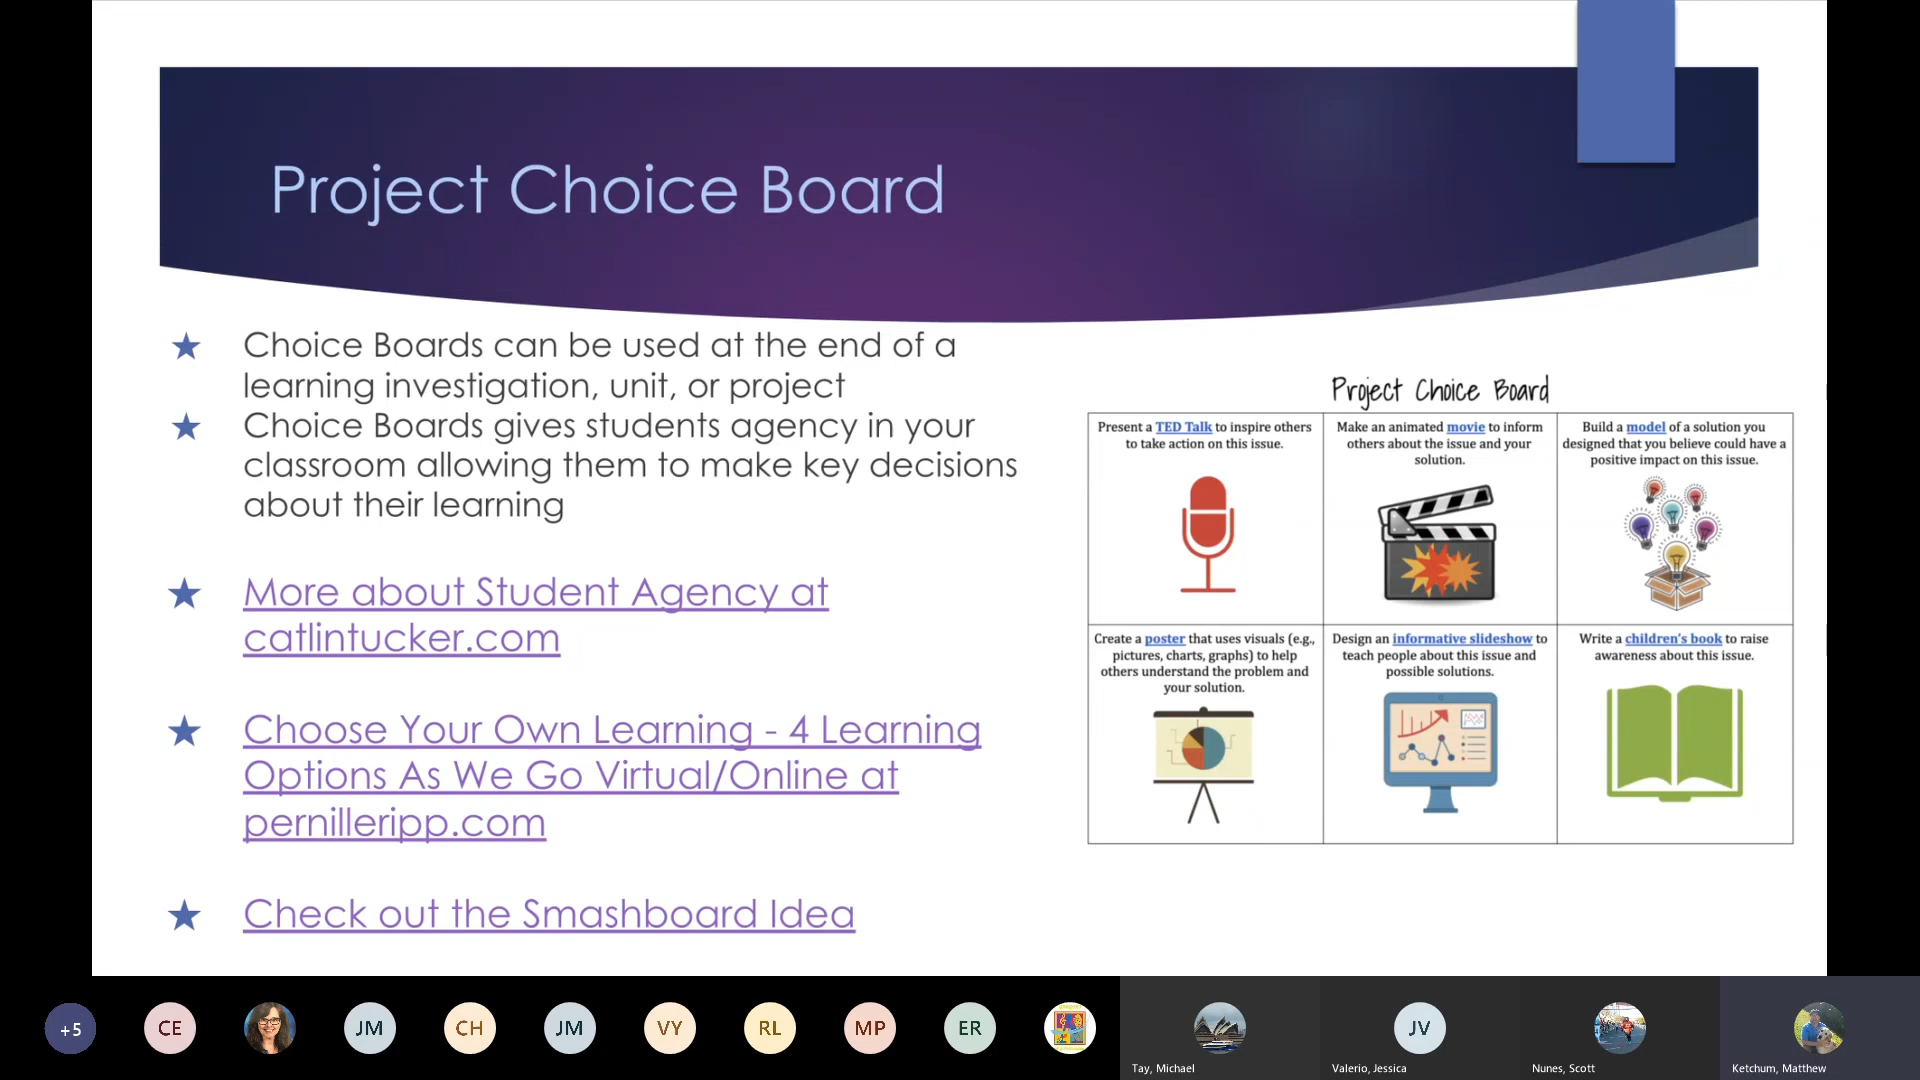 Project Choice Board
Choice Boards can be used at the end of a
learning investigation, unit, or project
Choice Boards gives students agency in your
classroom allowing them to make key decisions
about their learning
More about Student Agency at
catlintucker.com
Choose Your Own Learning - 4 Learning
Options As We Go Virtual/Online at
pernilleripp.com
Check out the Smashboard Idea
Project Choice Board
Present a TED Talk to inspire others
to take action on this issue.
Make an animated movie to inform
others about the issue and your
solution.
Build a model of a solution you
designed that you believe could have a
positive impact on this issue.
Create a poster that uses visuals (e.g.,
pictures, charts, graphs) to help
others understand the problem and
your solution.
Design an informative slideshow to
teach people about this issue and
possible solutions.
Write a children's book to raise
awareness about this issue.
+5
CE
JM
CH
JM
VY
RL
MP
ER
JV
Tay, Michael
Valerio, Jessica
Nunes, Scott
Ketchum, Matthew